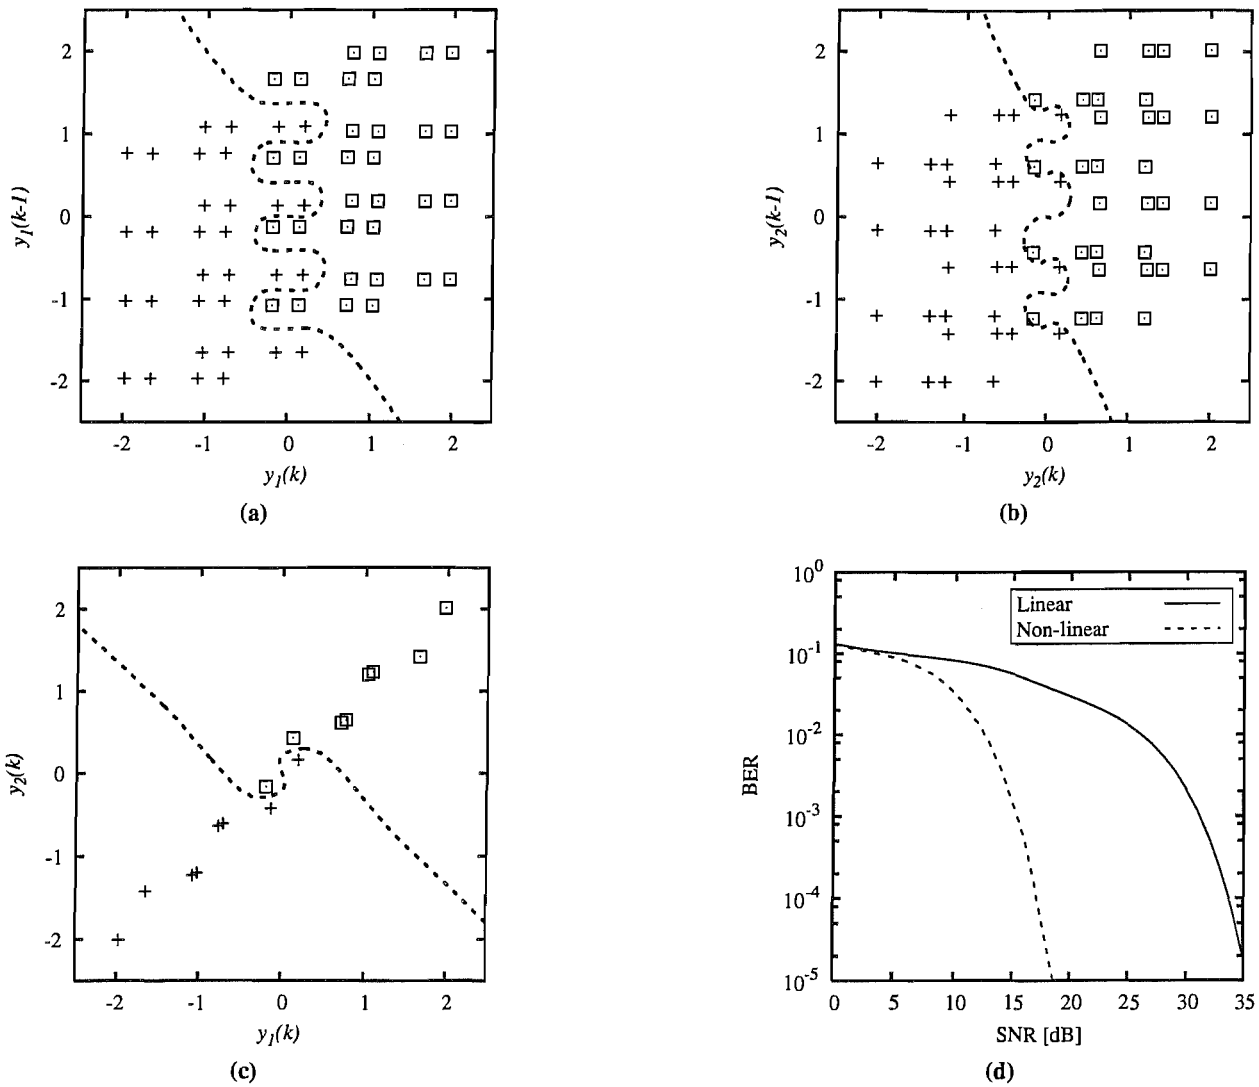 2
1
0
-1
-2
y1(k-1)
-2 -1 0 1 2
y1(k)
(a)
2
1
0
-1
-2
y2(k-1)
-2 -1 0 1 2
y2(k)
(b)
2
1
0
-1
-2
y2(k)
-2 -1 0 1 2
y1(k)
(c)
10^0
10^-1
10^-2
10^-3
10^-4
10^-5
BER
Linear
Non-linear
0 5 10 15 20 25 30 35
SNR [dB]
(d)